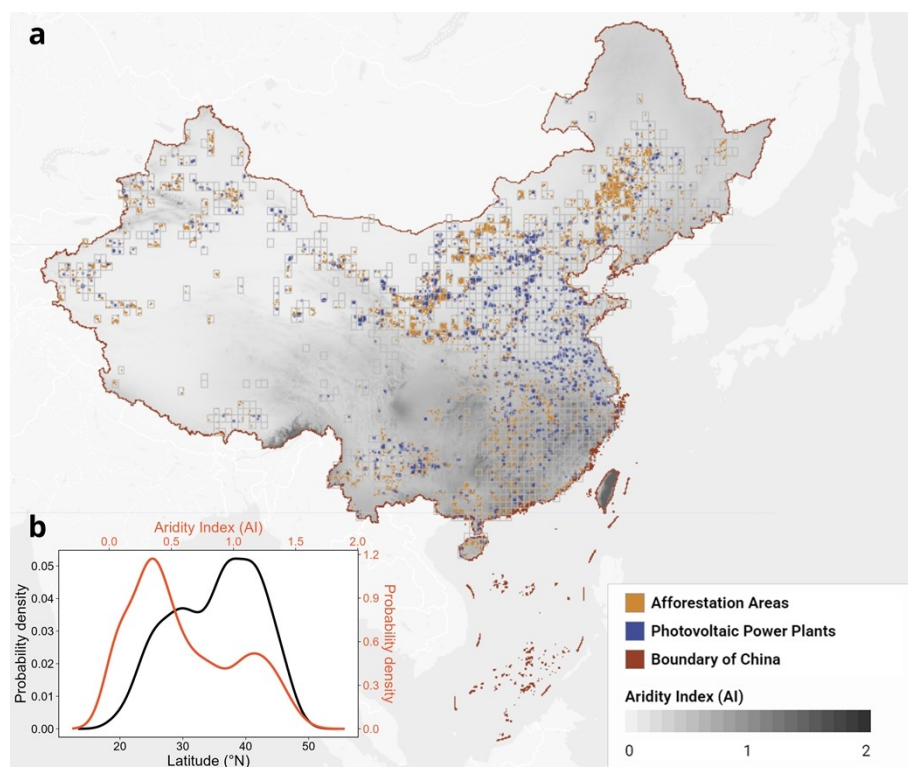 a
b
Aridity Index (AI)
0.0 0.5 1.0 1.5 2.0
0.05
0.04
0.03
0.02
0.01
0.00
Probability density
1.2
0.9
0.6
0.3
0.0
Probability density
20 30 40 50
Latitude (°N)
Afforestation Areas
Photovoltaic Power Plants
Boundary of China
Aridity Index (AI)
0 1 2